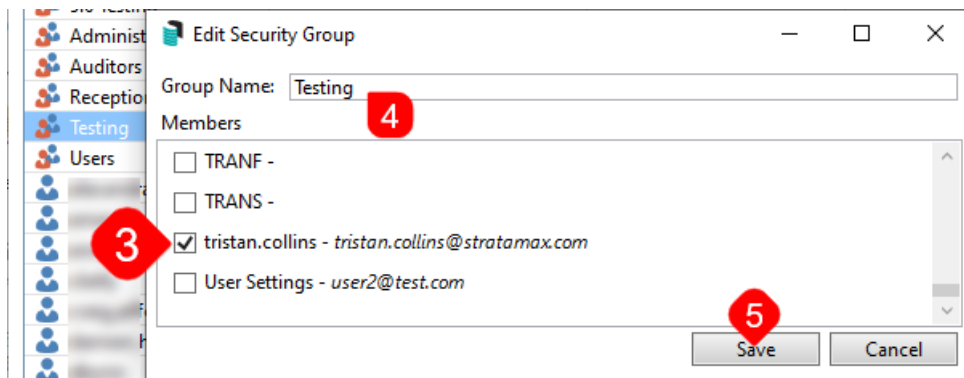 Administ
Auditors
Receptio
Testing
Users
Edit Security Group
Group Name: Testing
4
Members
TRANF -
TRANS -
3
tristan.collins - tristan.collins@stratamax.com
User Settings - user2@test.com
5
Save
Cancel